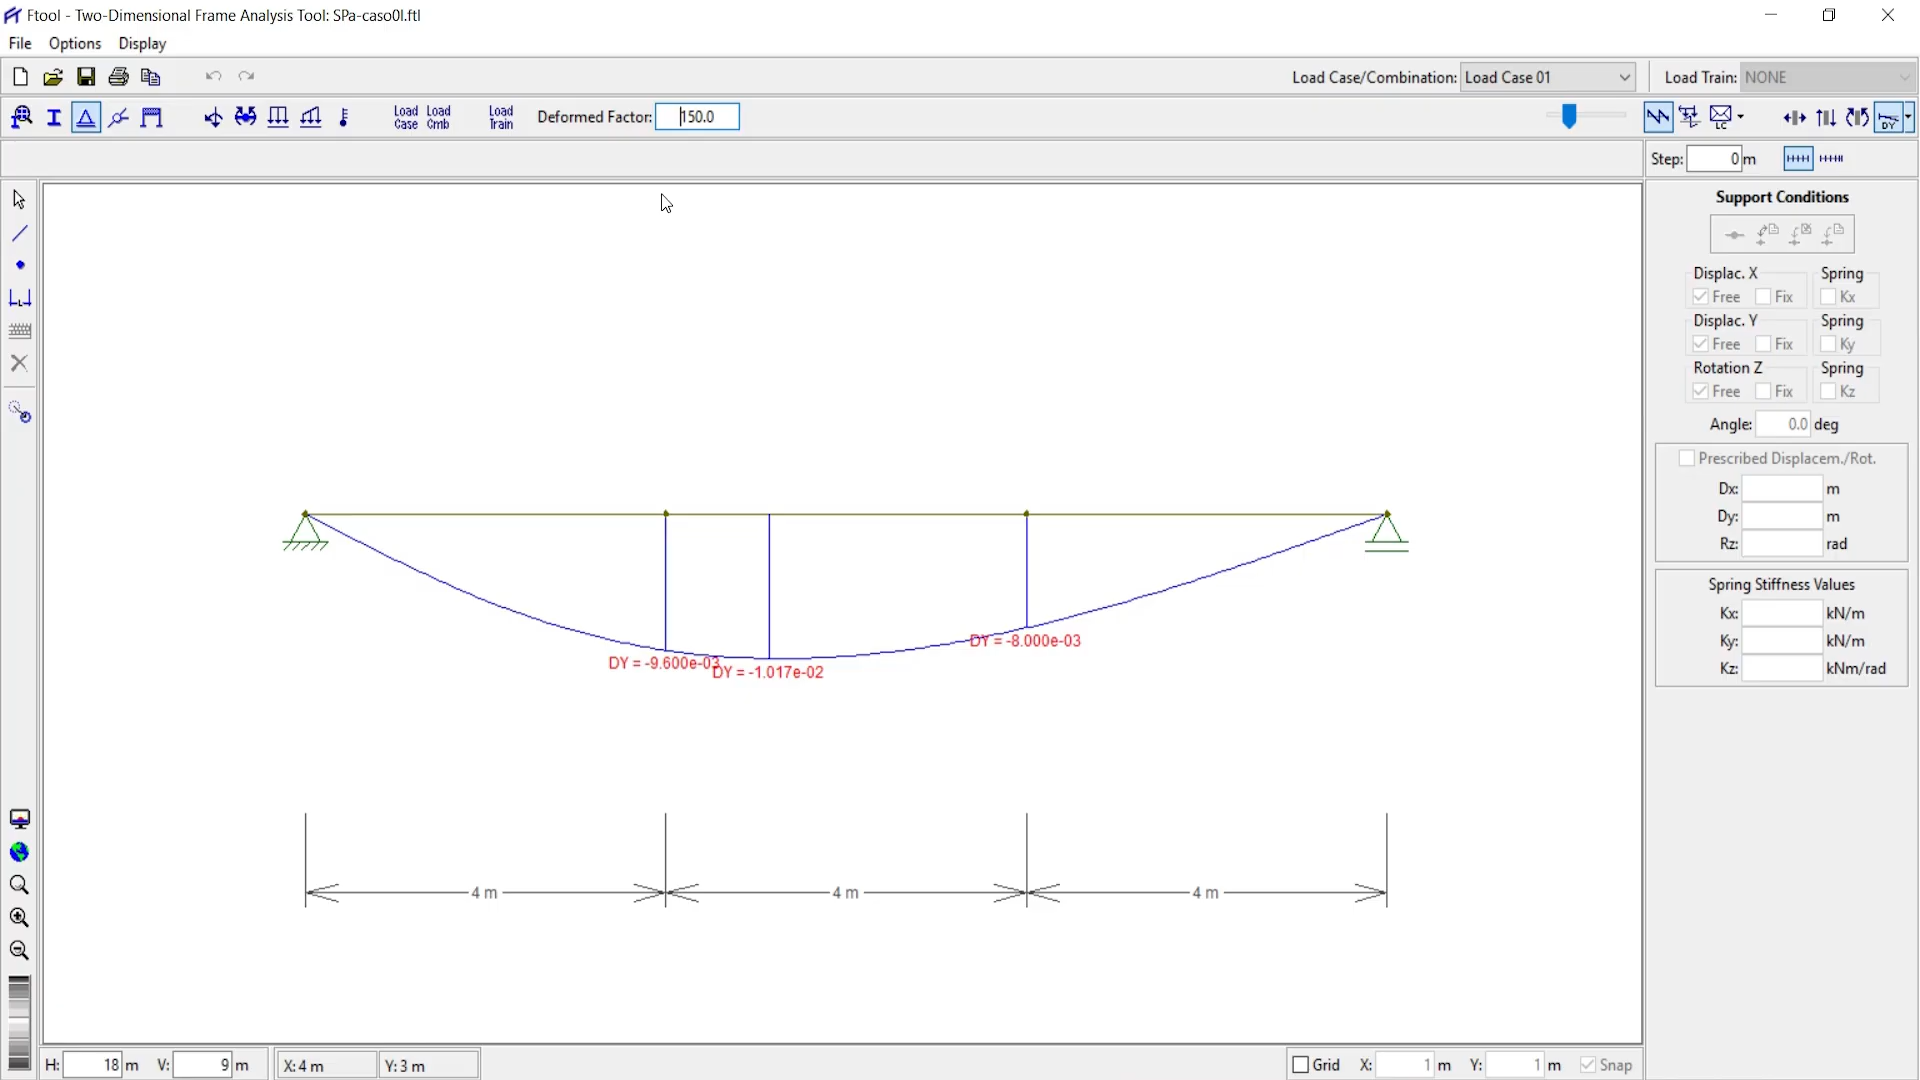 Ftool - Two-Dimensional Frame Analysis Tool: SPa-caso0I.ftl
File Options Display
Load Case/Combination: Load Case 01 Load Train: NONE
Load Case Load Cmb Load Train Deformed Factor: 150.0 LC DY
Step: 0 m
Support Conditions
Displac. X Spring
Free Fix Kx
Displac. Y Spring
Free Fix Ky
Rotation Z Spring
Free Fix Kz
Angle: 0.0 deg
Prescribed Displacem./Rot.
Dx: m
Dy: m
Rz: rad
Spring Stiffness Values
Kx: kN/m
Ky: kN/m
Kz: kNm/rad
DY = -8.000e-03
DY = -9.600e-03
DY = -1.017e-02
4 m 4 m 4 m
H: 18 m V: 9 m X: 4 m Y: 3 m Grid X: 1 m Y: 1 m Snap